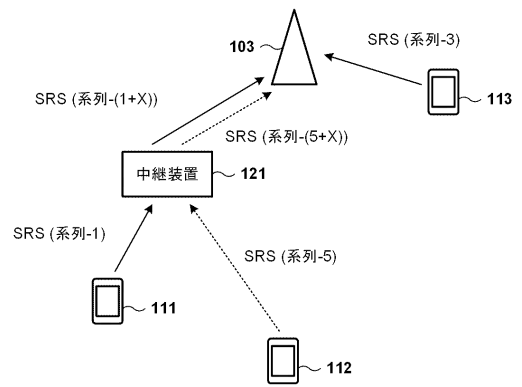 103
SRS (系列-3)
113
SRS (系列-(1+X))
SRS (系列-(5+X))
中継装置
121
SRS (系列-1)
SRS (系列-5)
111
112